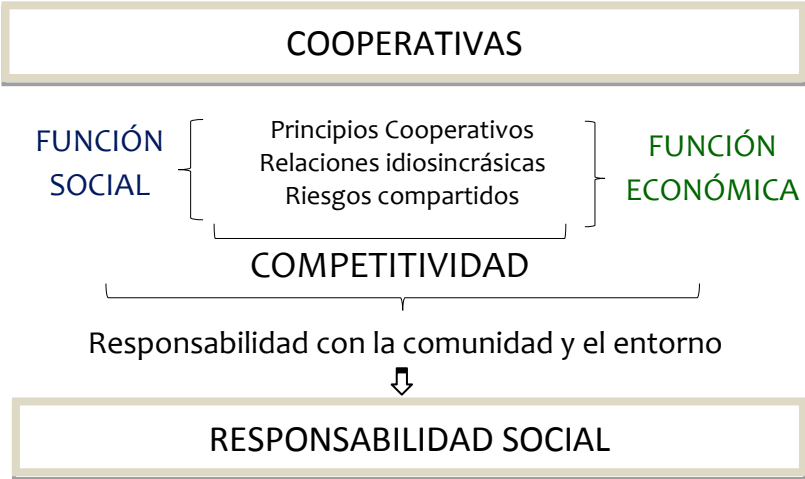 COOPERATIVAS
FUNCIÓN
SOCIAL
Principios Cooperativos
Relaciones idiosincrásicas
Riesgos compartidos
FUNCIÓN
ECONÓMICA
COMPETITIVIDAD
Responsabilidad con la comunidad y el entorno
RESPONSABILIDAD SOCIAL